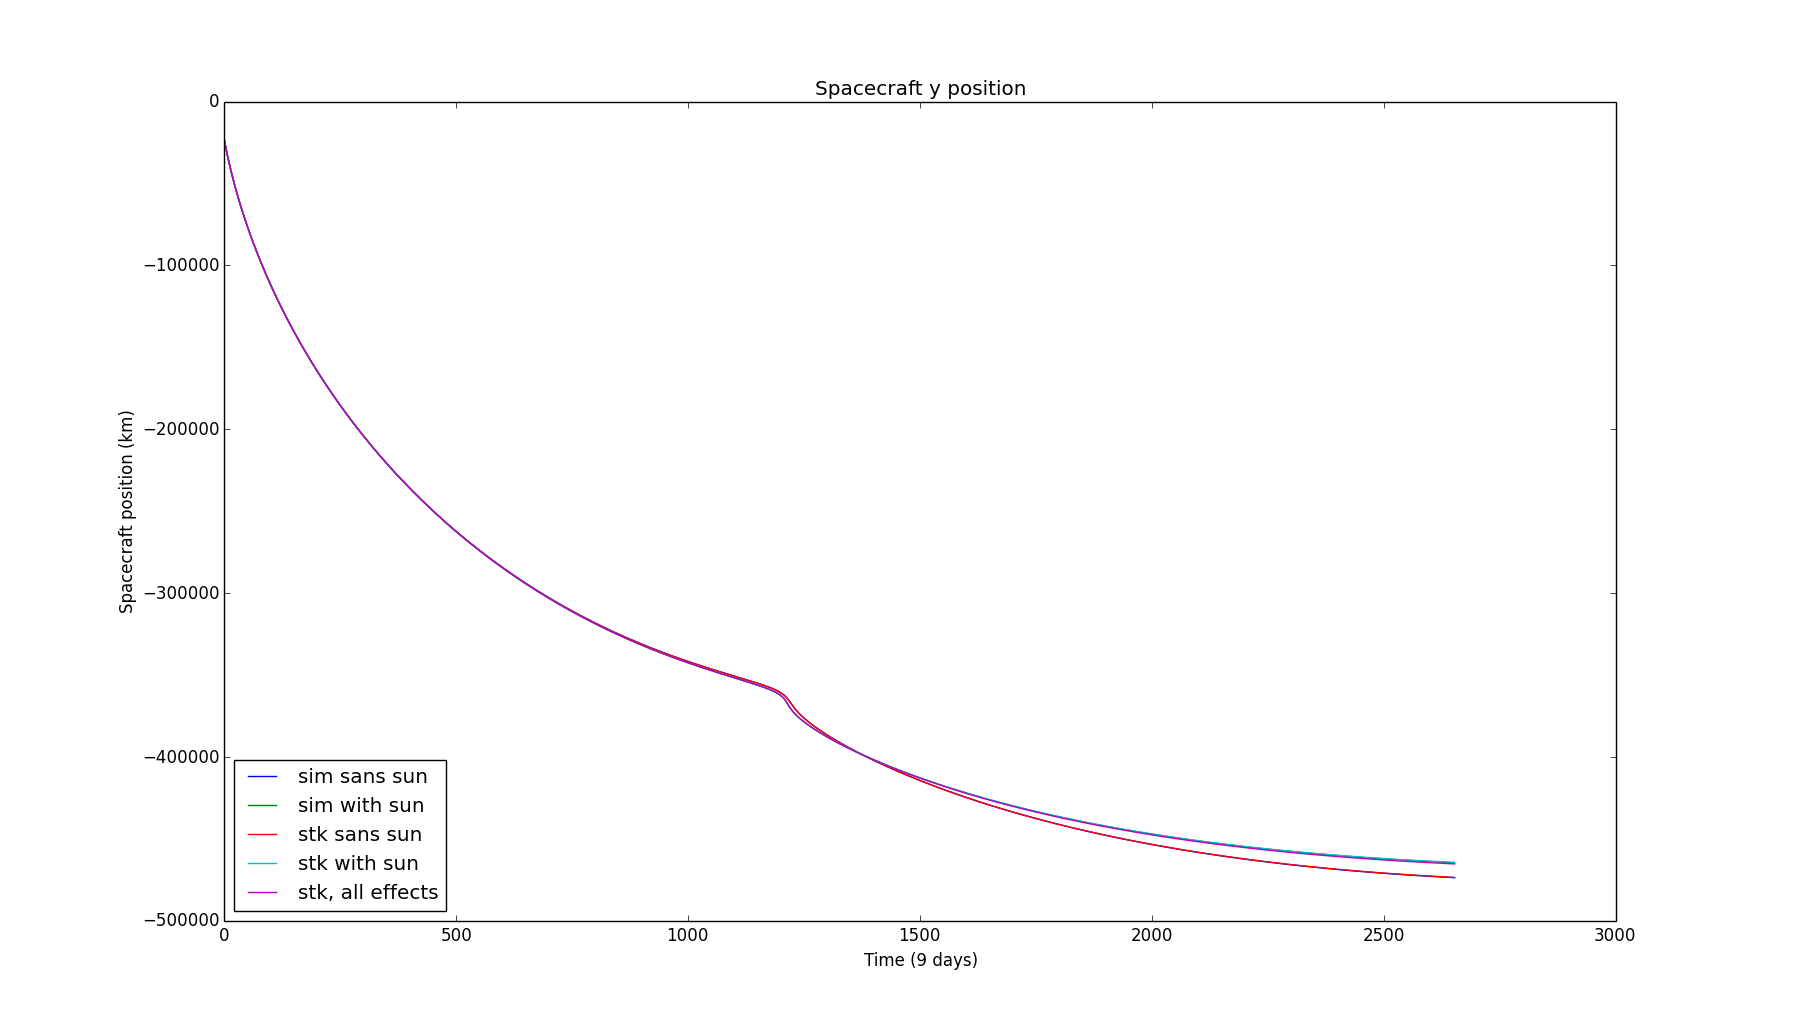 Spacecraft y position
Spacecraft position (km)
0
−100000
−200000
−300000
−400000
−500000
sim sans sun
sim with sun
stk sans sun
stk with sun
stk, all effects
0
500
1000
1500
2000
2500
3000
Time (9 days)